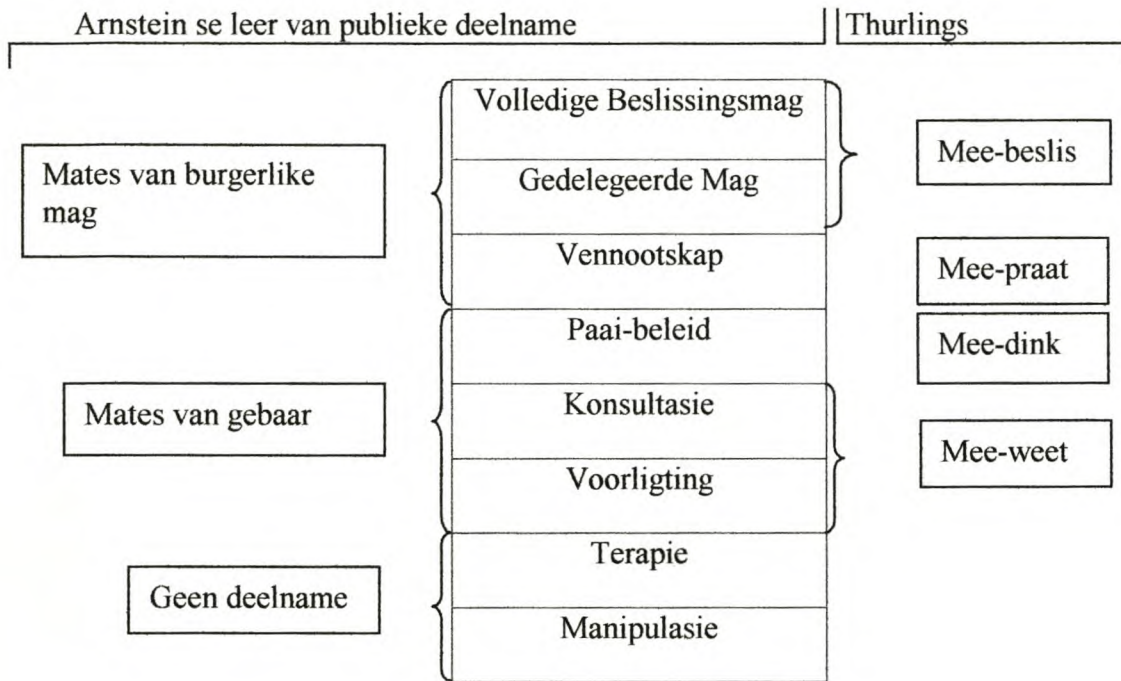 Arnstein se leer van publieke deelname
Thurlings
Volledige Beslissingsmag
Mee-beslis
Mates van burgerlike
mag
Gedelegeerde Mag
Vennootskap
Mee-praat
Paai-beleid
Mee-dink
Mates van gebaar
Konsultasie
Mee-weet
Voorligting
Terapie
Geen deelname
Manipulasie